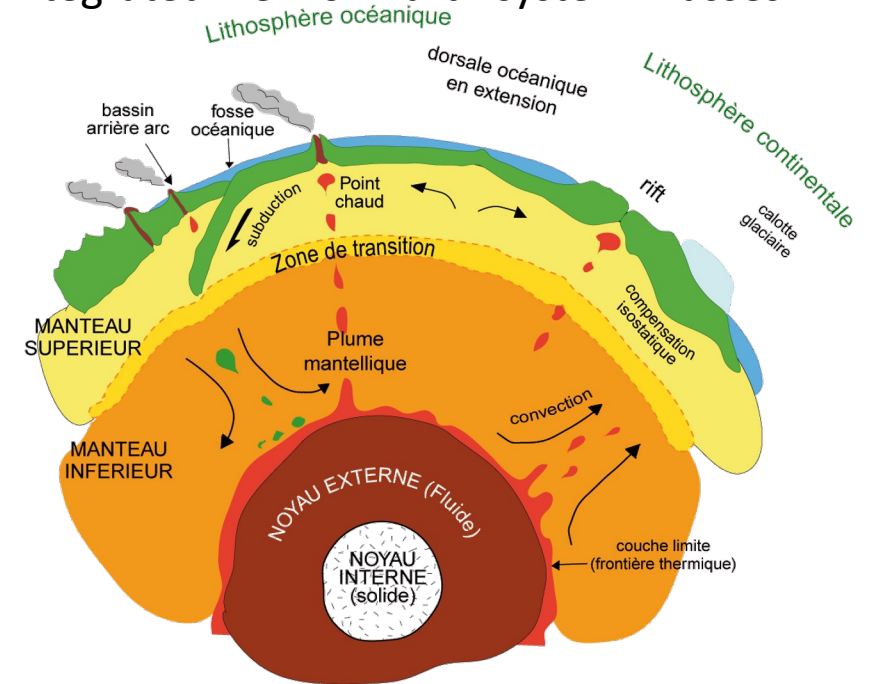 Lithosphère océanique
dorsale océanique
en extension
Lithosphère continentale
bassin
arrière arc
fosse
océanique
rift
calotte
glaciaire
subduction
Point
chaud
Zone de transition
compensation
isostatique
MANTEAU
SUPERIEUR
Plume
mantellique
convection
MANTEAU
INFERIEUR
NOYAU EXTERNE (Fluide)
NOYAU
INTERNE
(solide)
couche limite
(frontière thermique)